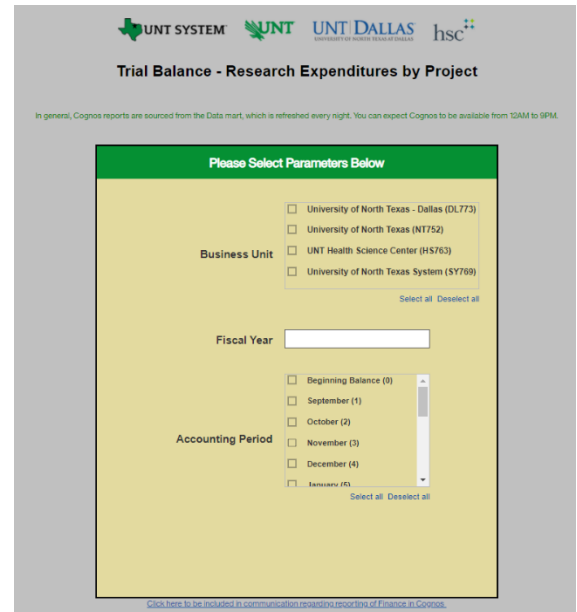 UNT SYSTEM UNT UNT DALLAS hsc
UNIVERSITY OF NORTH TEXAS AT DALLAS
Trial Balance - Research Expenditures by Project
In general, Cognos reports are sourced from the Data mart, which is refreshed every night. You can expect Cognos to be available from 12AM to 9PM.
Please Select Parameters Below
Business Unit
University of North Texas - Dallas (DL773)
University of North Texas (NT752)
UNT Health Science Center (HS763)
University of North Texas System (SY769)
Select all Deselect all
Fiscal Year
Accounting Period
Beginning Balance (0)
September (1)
October (2)
November (3)
December (4)
January (5)
Select all Deselect all
Click here to be included in communication regarding reporting of Finance in Cognos.